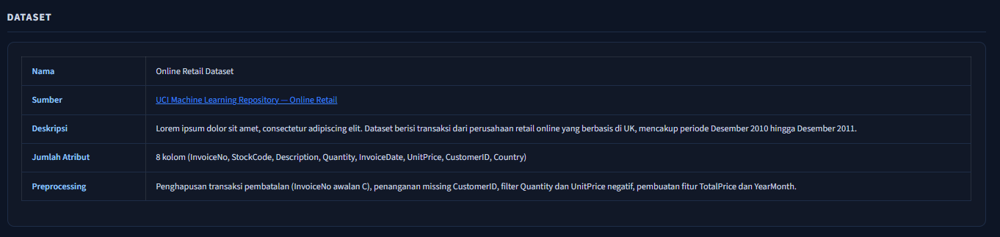 DATASET
Nama
Online Retail Dataset
Sumber
UCI Machine Learning Repository — Online Retail
Deskripsi
Lorem ipsum dolor sit amet, consectetur adipiscing elit. Dataset berisi transaksi dari perusahaan retail online yang berbasis di UK, mencakup periode Desember 2010 hingga Desember 2011.
Jumlah Atribut
8 kolom (InvoiceNo, StockCode, Description, Quantity, InvoiceDate, UnitPrice, CustomerID, Country)
Preprocessing
Penghapusan transaksi pembatalan (InvoiceNo awalan C), penanganan missing CustomerID, filter Quantity dan UnitPrice negatif, pembuatan fitur TotalPrice dan YearMonth.